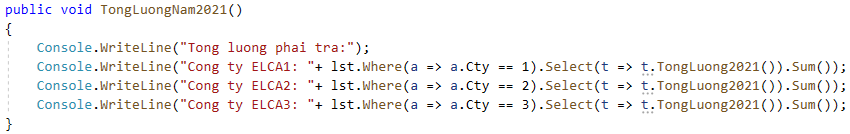 public void TongLuongNam2021()
{
Console.WriteLine("Tong luong phai tra:");
Console.WriteLine("Cong ty ELCA1: "+ lst.Where(a => a.Cty == 1).Select(t => t.TongLuong2021()).Sum());
Console.WriteLine("Cong ty ELCA2: "+ lst.Where(a => a.Cty == 2).Select(t => t.TongLuong2021()).Sum());
Console.WriteLine("Cong ty ELCA3: "+ lst.Where(a => a.Cty == 3).Select(t => t.TongLuong2021()).Sum());
}